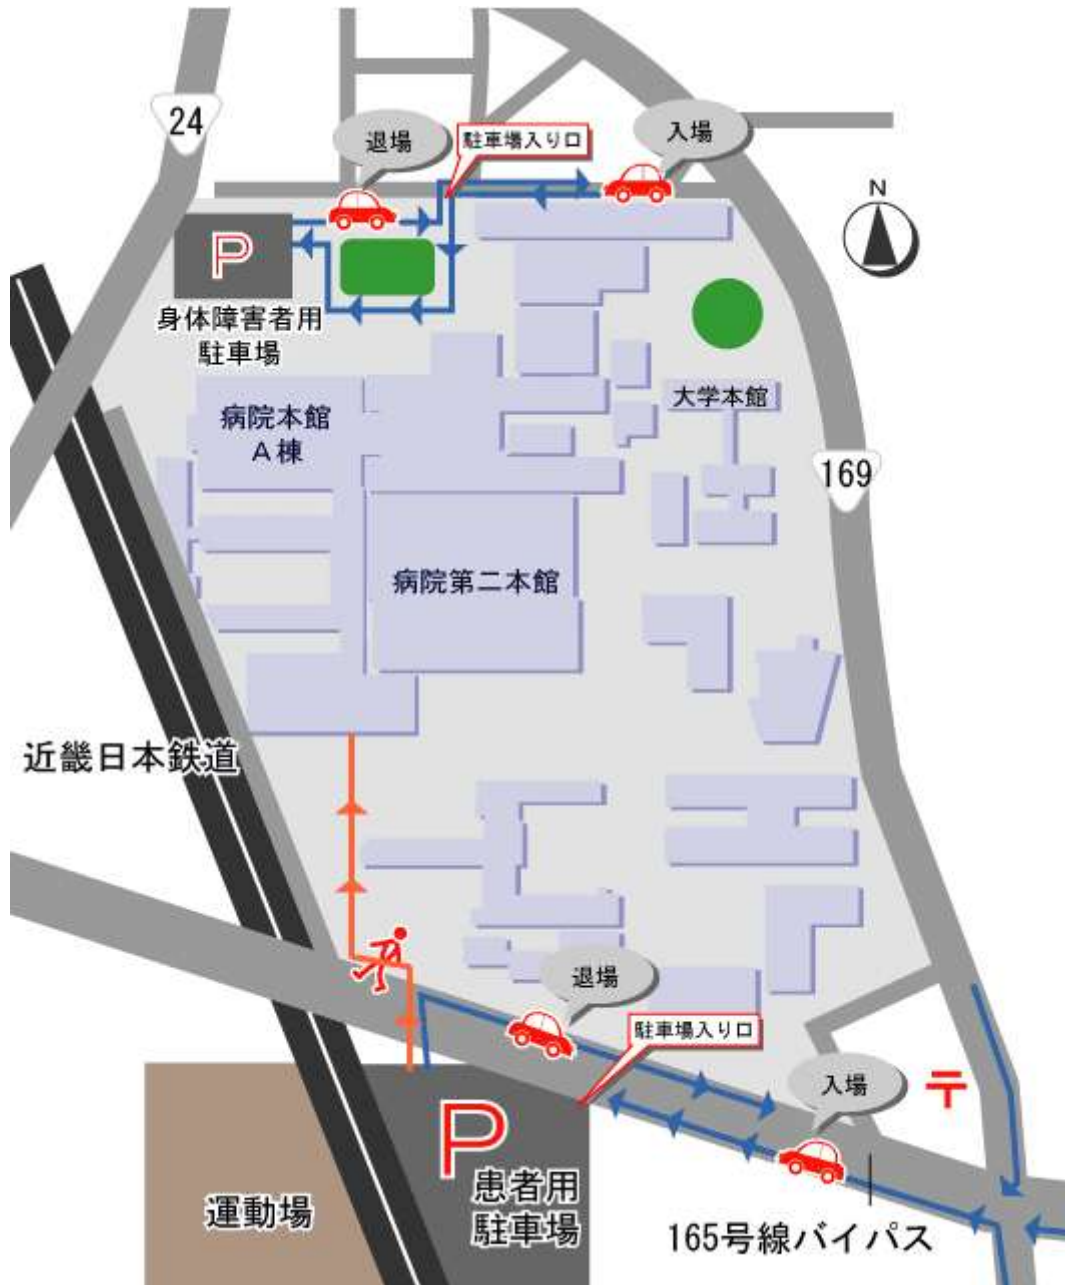 24
退場
駐車場入り口
入場
N
P
身体障害者用
駐車場
病院本館
A棟
大学本館
169
病院第二本館
近畿日本鉄道
退場
駐車場入り口
入場
〒
P
患者用
駐車場
運動場
165号線バイパス